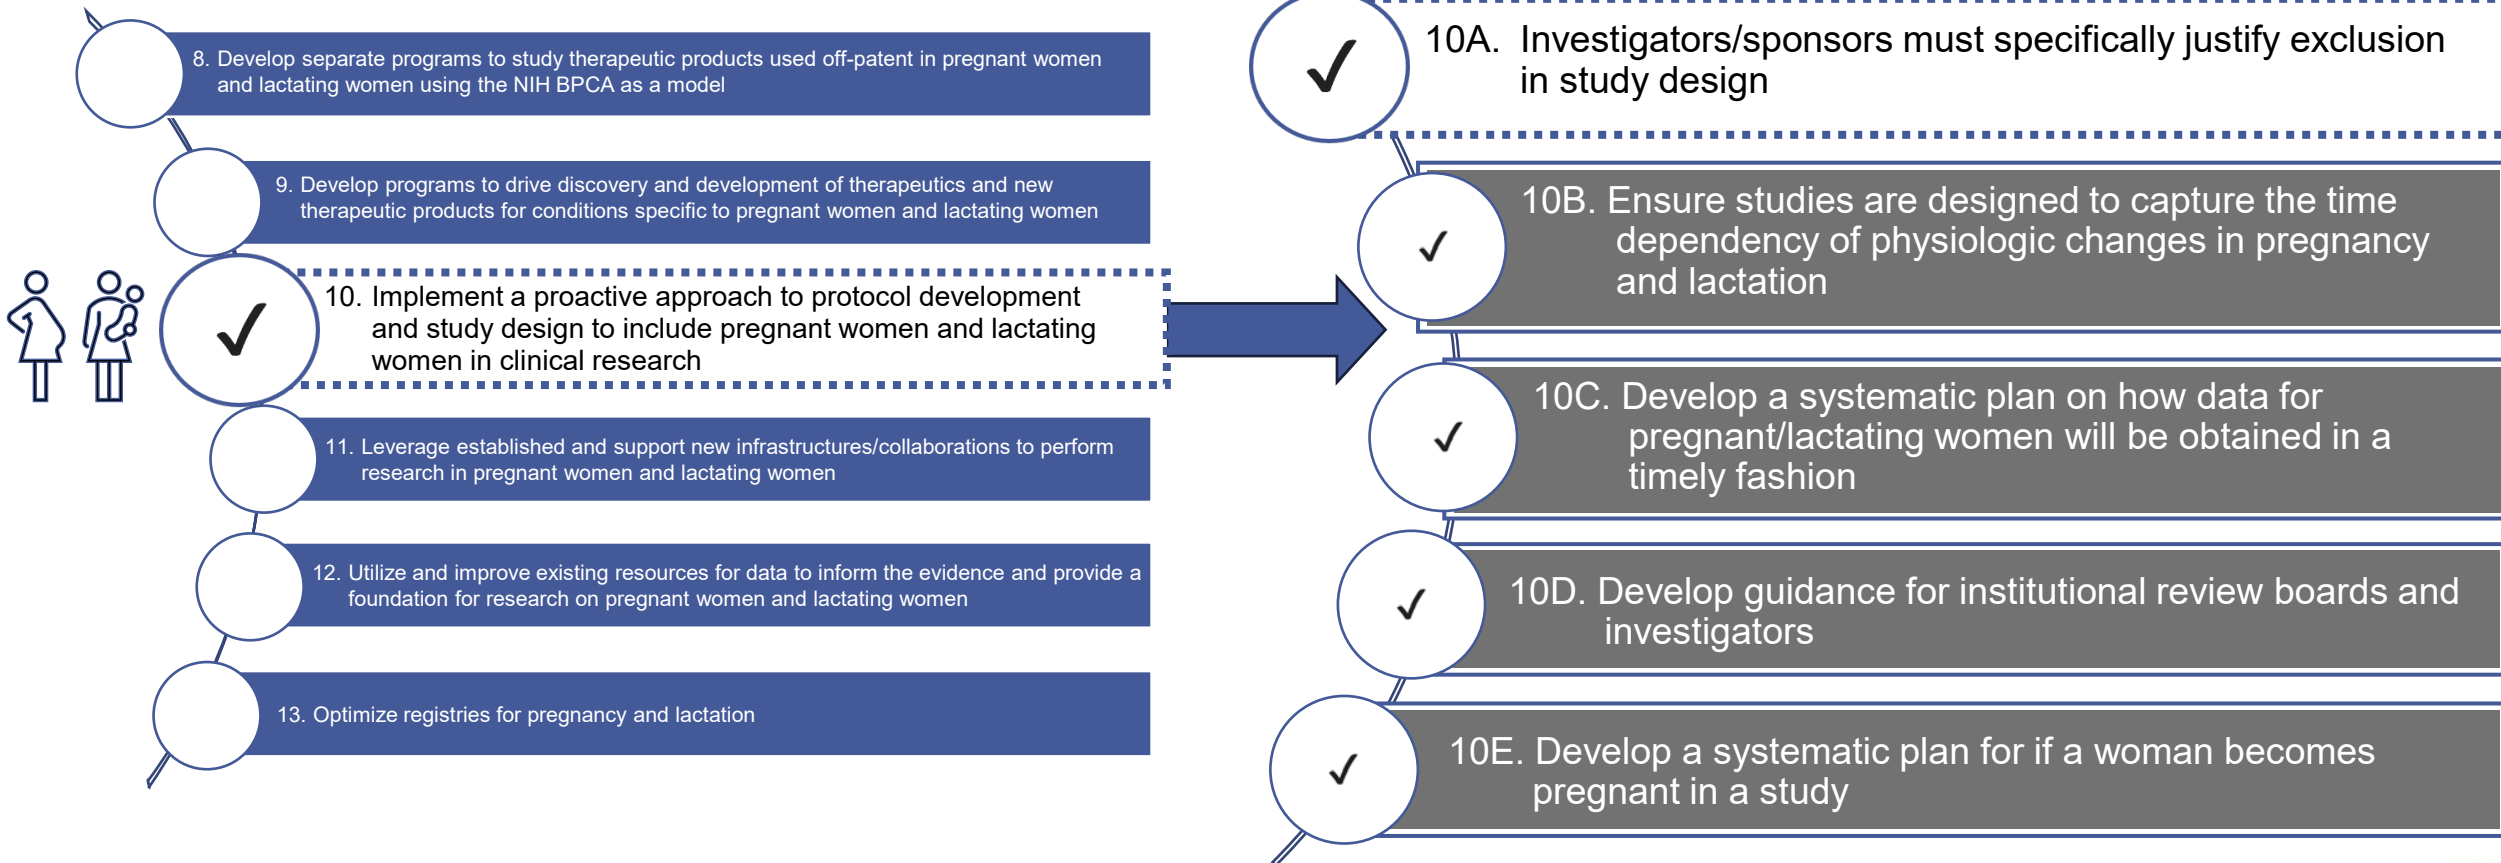 8. Develop separate programs to study therapeutic products used off-patent in pregnant women
and lactating women using the NIH BPCA as a model
9. Develop programs to drive discovery and development of therapeutics and new
therapeutic products for conditions specific to pregnant women and lactating women
10. Implement a proactive approach to protocol development
and study design to include pregnant women and lactating
women in clinical research
11. Leverage established and support new infrastructures/collaborations to perform
research in pregnant women and lactating women
12. Utilize and improve existing resources for data to inform the evidence and provide a
foundation for research on pregnant women and lactating women
13. Optimize registries for pregnancy and lactation
10A. Investigators/sponsors must specifically justify exclusion
in study design
10B. Ensure studies are designed to capture the time
dependency of physiologic changes in pregnancy
and lactation
10C. Develop a systematic plan on how data for
pregnant/lactating women will be obtained in a
timely fashion
10D. Develop guidance for institutional review boards and
investigators
10E. Develop a systematic plan for if a woman becomes
pregnant in a study